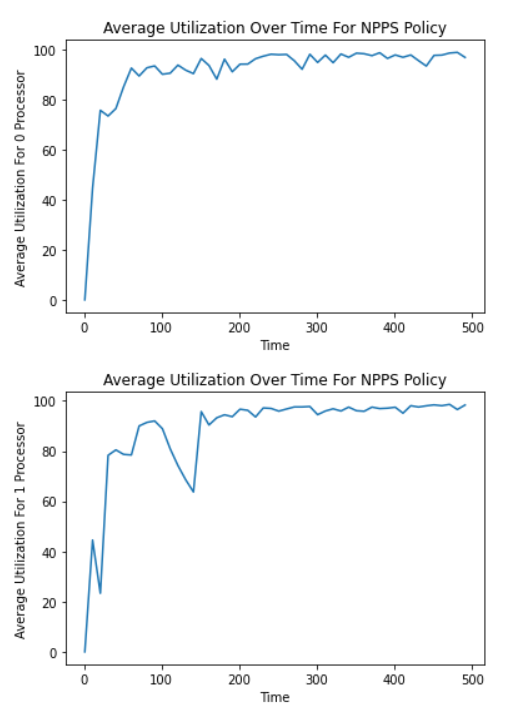 Average Utilization Over Time For NPPS Policy
Average Utilization For 0 Processor
100
80
60
40
20
0
0 100 200 300 400 500
Time
Average Utilization Over Time For NPPS Policy
Average Utilization For 1 Processor
100
80
60
40
20
0
0 100 200 300 400 500
Time